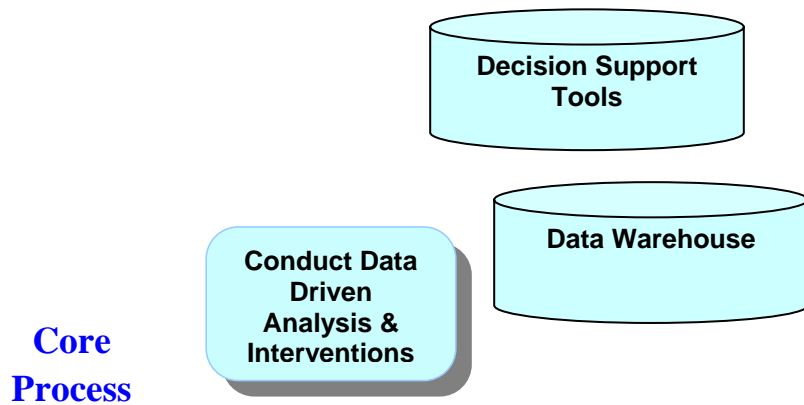 Decision Support
Tools
Data Warehouse
Conduct Data
Driven
Analysis &
Interventions
Core
Process